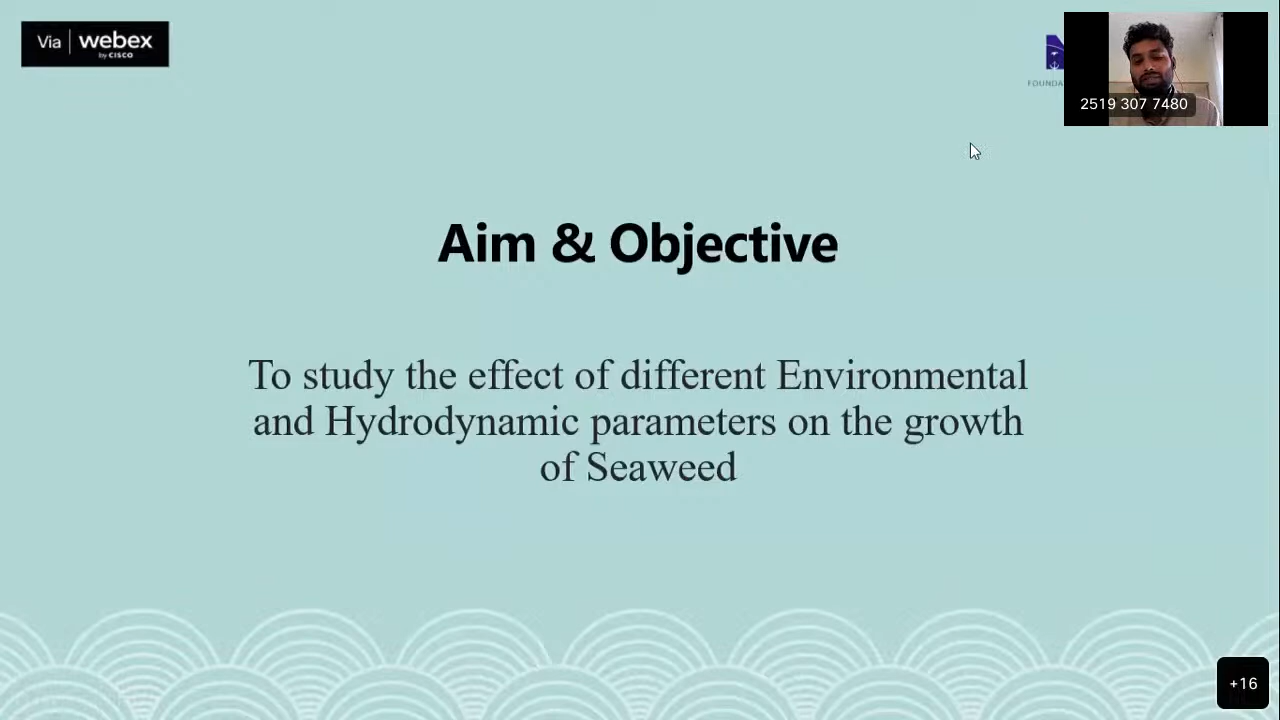 Via webex
by CISCO
2519 307 7480
Aim & Objective
To study the effect of different Environmental
and Hydrodynamic parameters on the growth
of Seaweed
+16